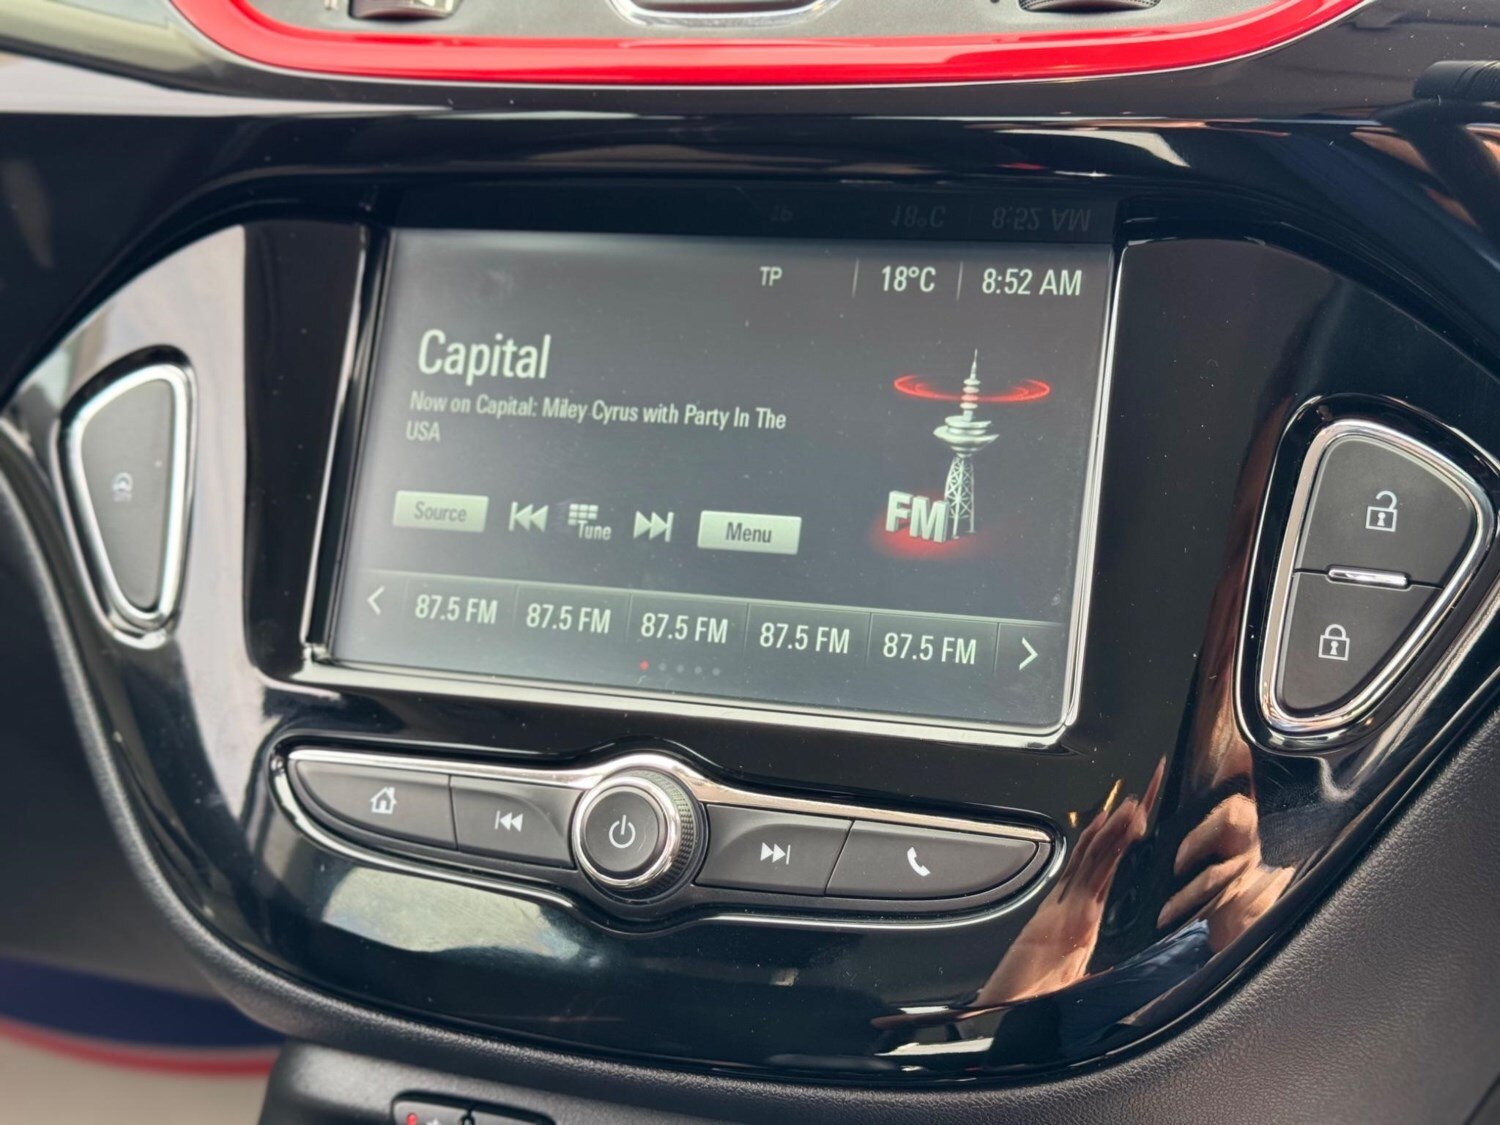 TP 18°C 8:52 AM
Capital
Now on Capital: Miley Cyrus with Party In The
USA
Source Tune Menu
FM
87.5 FM 87.5 FM 87.5 FM 87.5 FM 87.5 FM